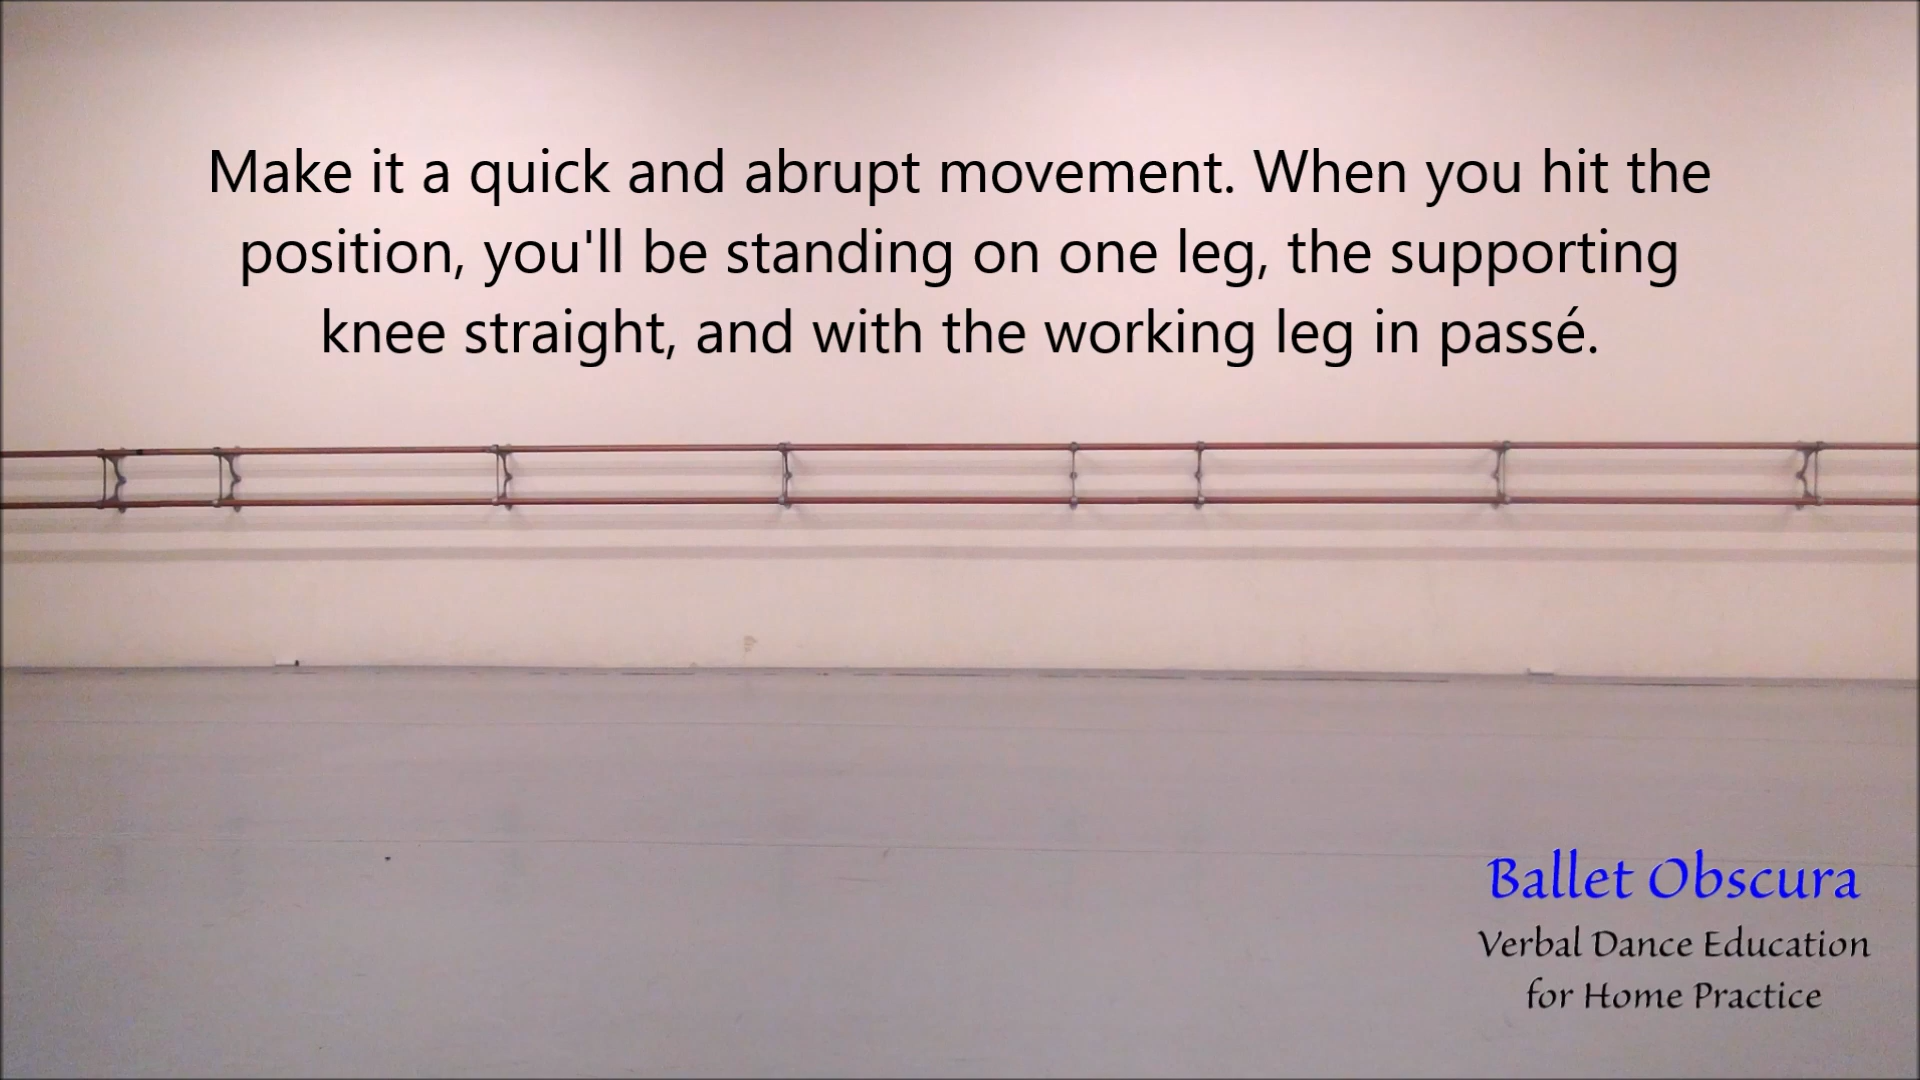 Make it a quick and abrupt movement. When you hit the
position, you'll be standing on one leg, the supporting
knee straight, and with the working leg in passé.
Ballet Obscura
Verbal Dance Education
for Home Practice